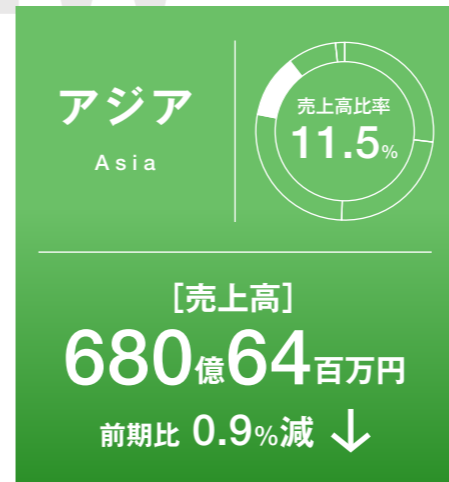 アジア
Asia
売上高比率
11.5%
[売上高]
680億64百万円
前期比 0.9%減 ↓